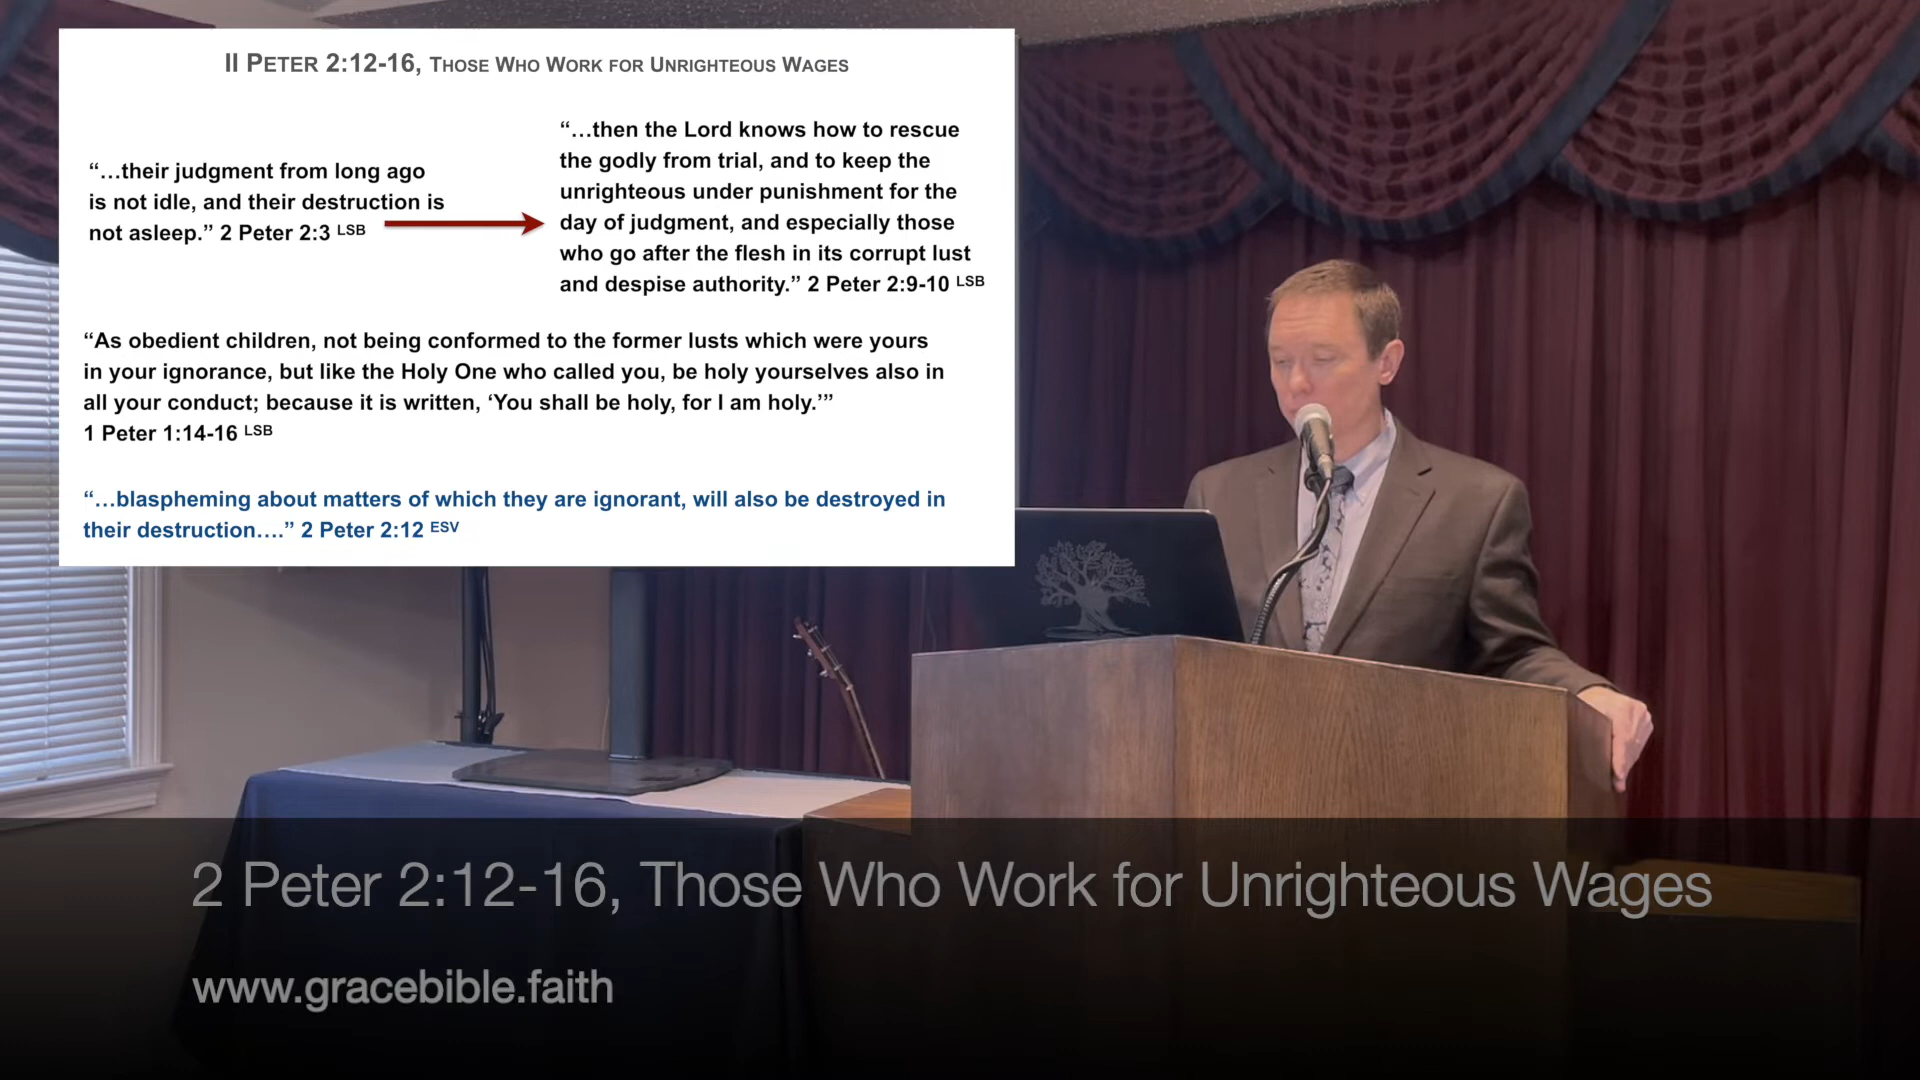 II PETER 2:12-16, THOSE WHO WORK FOR UNRIGHTEOUS WAGES
“…their judgment from long ago
is not idle, and their destruction is
not asleep.” 2 Peter 2:3 LSB
“…then the Lord knows how to rescue
the godly from trial, and to keep the
unrighteous under punishment for the
day of judgment, and especially those
who go after the flesh in its corrupt lust
and despise authority.” 2 Peter 2:9-10 LSB
“As obedient children, not being conformed to the former lusts which were yours
in your ignorance, but like the Holy One who called you, be holy yourselves also in
all your conduct; because it is written, ‘You shall be holy, for I am holy.’”
1 Peter 1:14-16 LSB
“…blaspheming about matters of which they are ignorant, will also be destroyed in
their destruction….” 2 Peter 2:12 ESV
2 Peter 2:12-16, Those Who Work for Unrighteous Wages
www.gracebible.faith